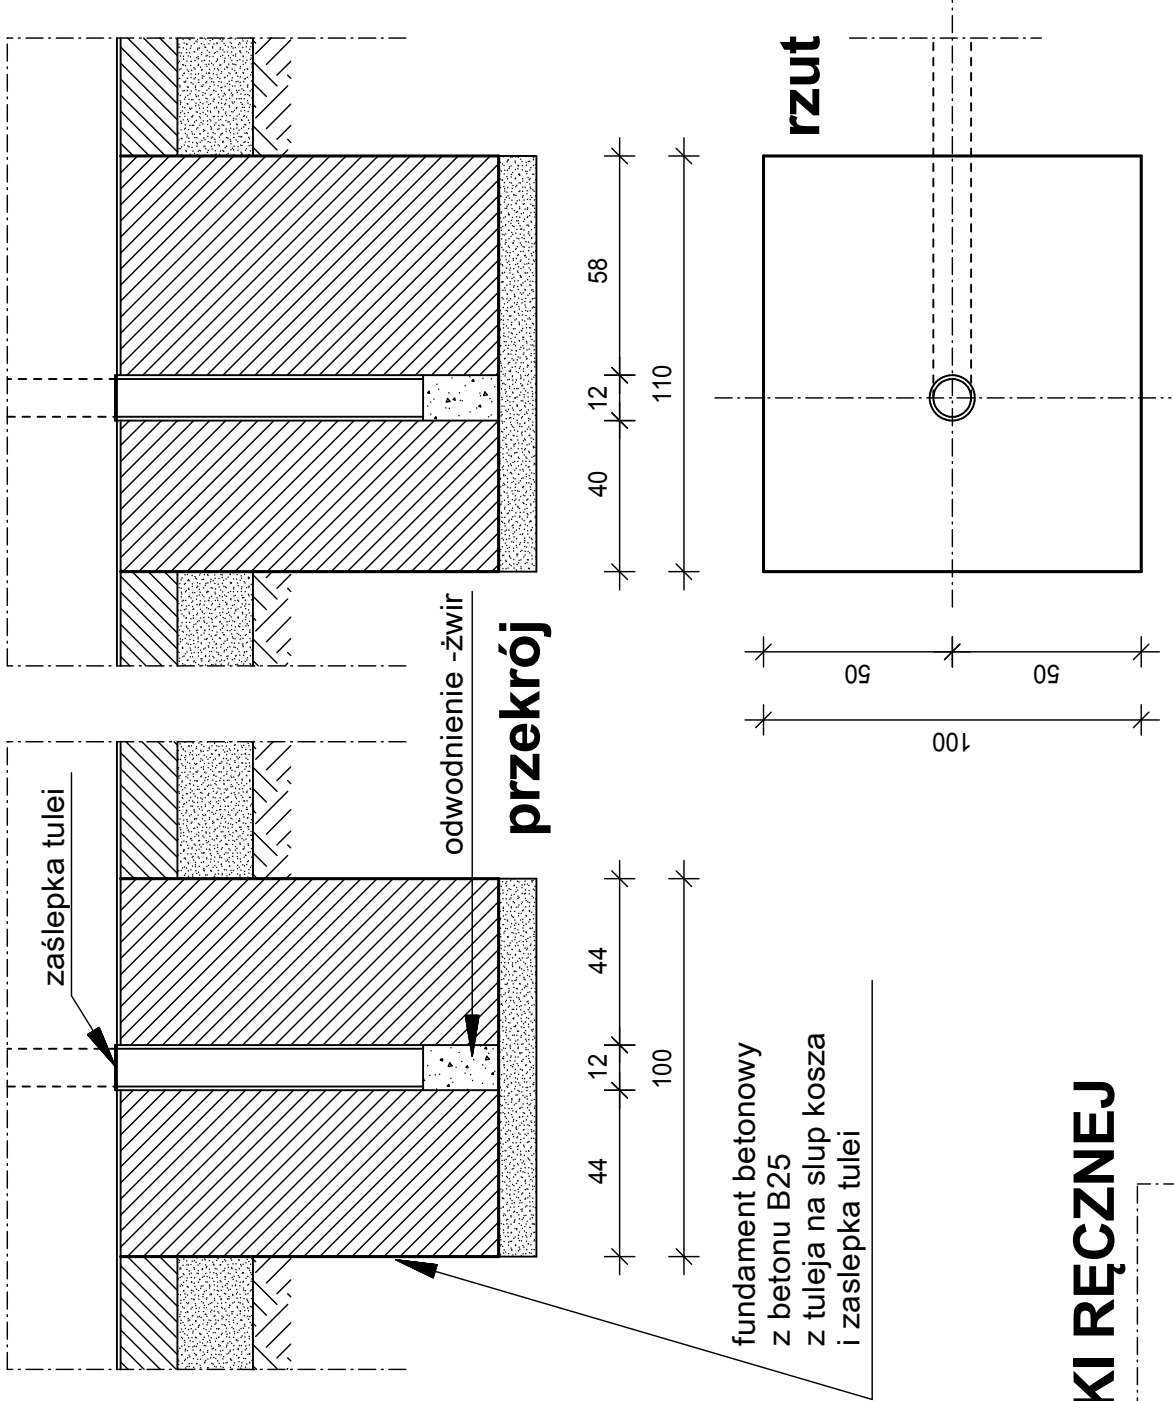 zaślepka tulei
odwodnienie -żwir
przekrój
44
12
44
100
40
12
58
110
fundament betonowy
z betonu B25
z tuleja na slup kosza
i zaslepka tulei
rzut
50
50
100
KI RĘCZNEJ